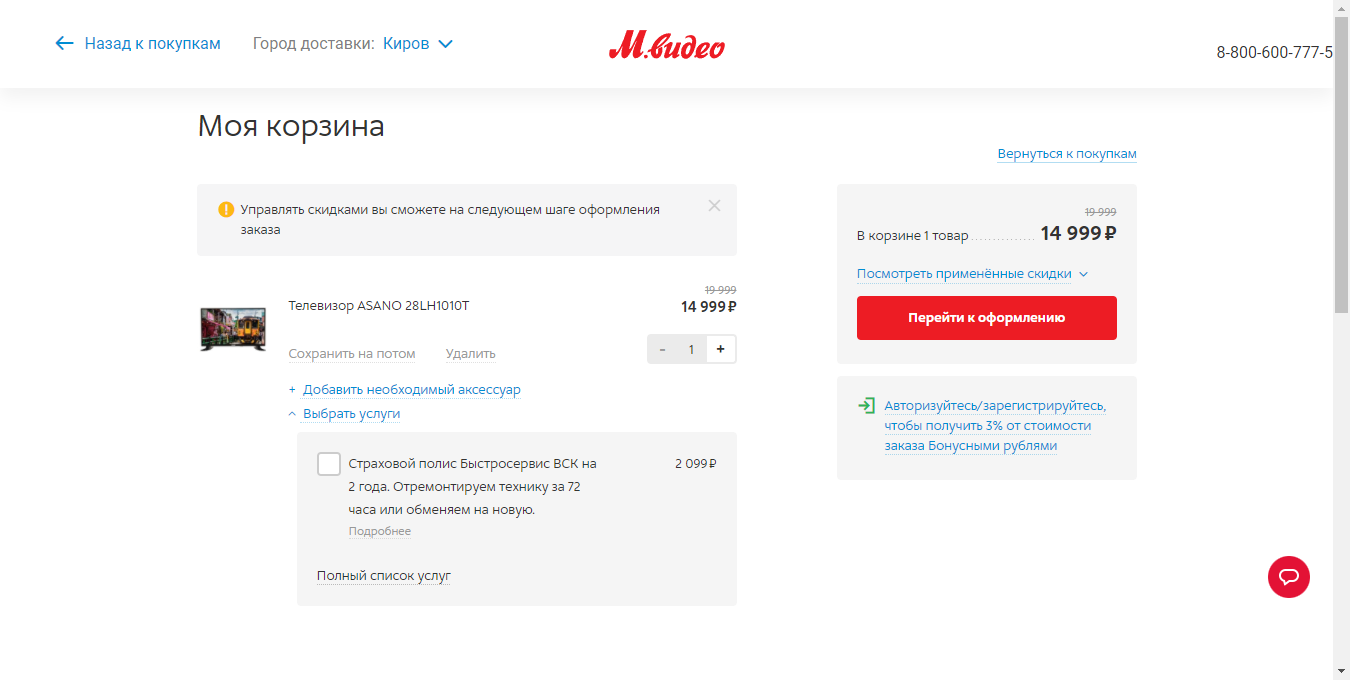 Назад к покупкам
Город доставки: Киров
М.видео
8-800-600-777-5
Моя корзина
Вернуться к покупкам
Управлять скидками вы сможете на следующем шаге оформления
заказа
19 999
Телевизор ASANO 28LH1010T
14 999 ₽
Сохранить на потом
Удалить
- 1 +
+ Добавить необходимый аксессуар
Выбрать услуги
Страховой полис Быстросервис ВСК на
2 099 ₽
2 года. Отремонтируем технику за 72
часа или обменяем на новую.
Подробнее
Полный список услуг
19 999
В корзине 1 товар 14 999 ₽
Посмотреть применённые скидки
Перейти к оформлению
Авторизуйтесь/зарегистрируйтесь,
чтобы получить 3% от стоимости
заказа Бонусными рублями